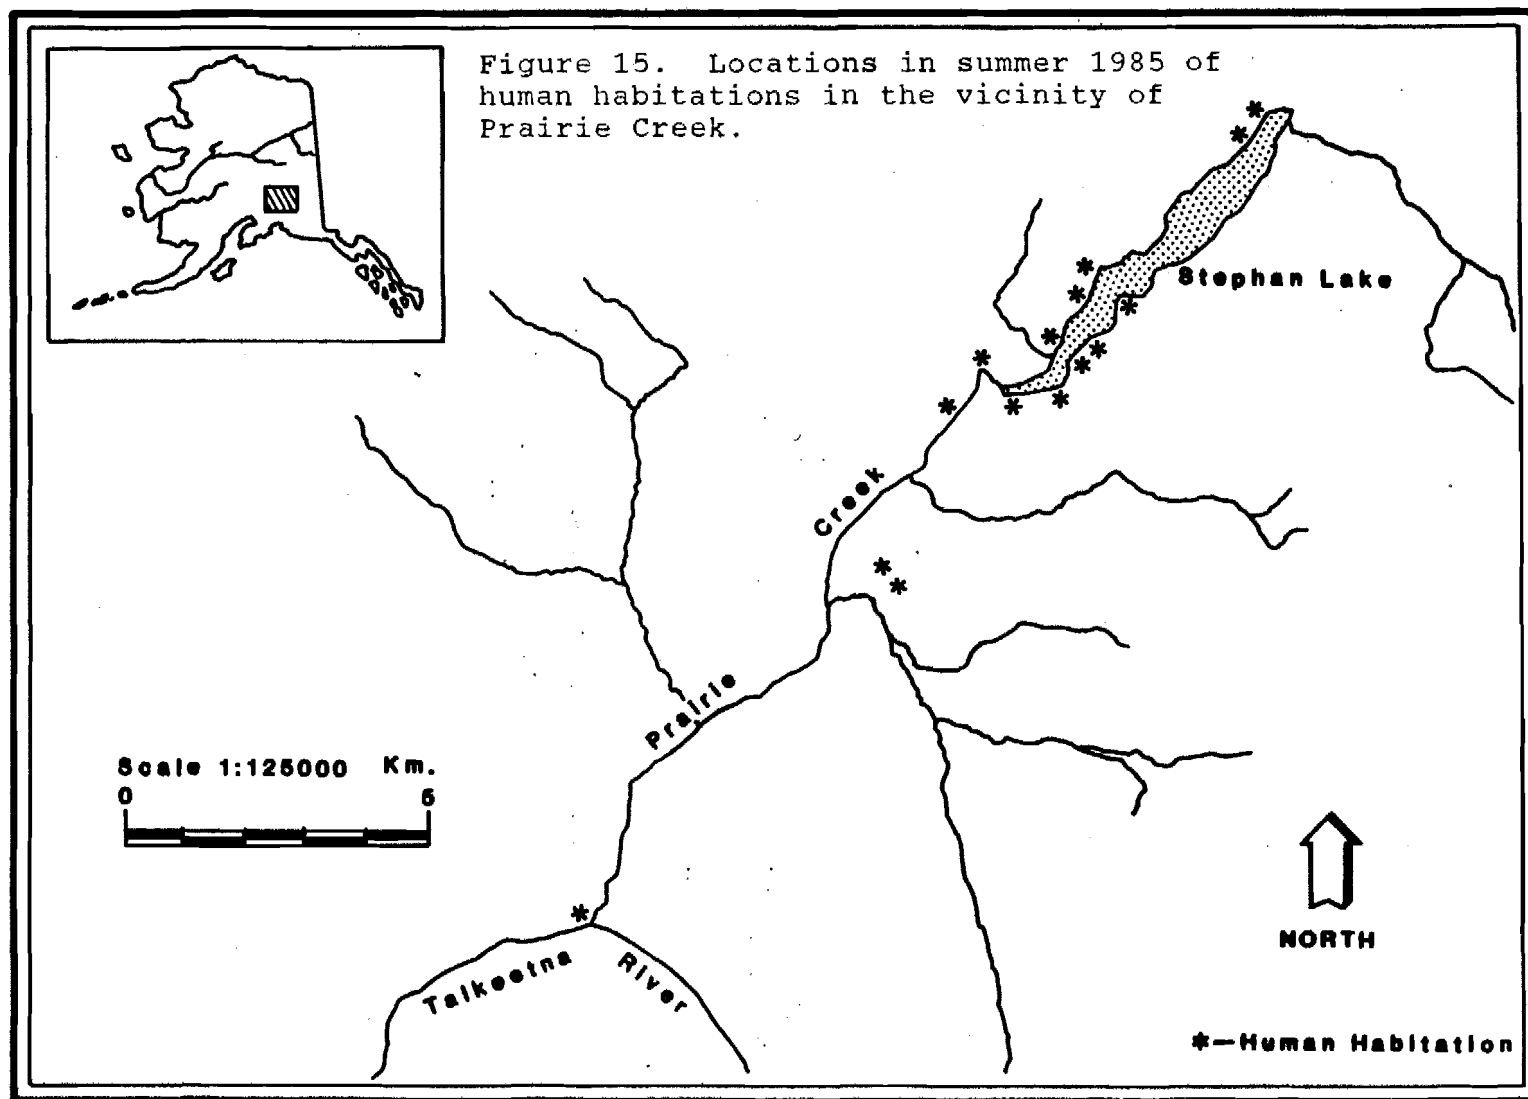 Figure 15.  Locations in summer 1985 of
human habitations in the vicinity of
Prairie Creek.
Stephan Lake
Creek
Prairie
Scale 1:125000 Km.
0 5
Talkeetna River
NORTH
*—Human Habitation